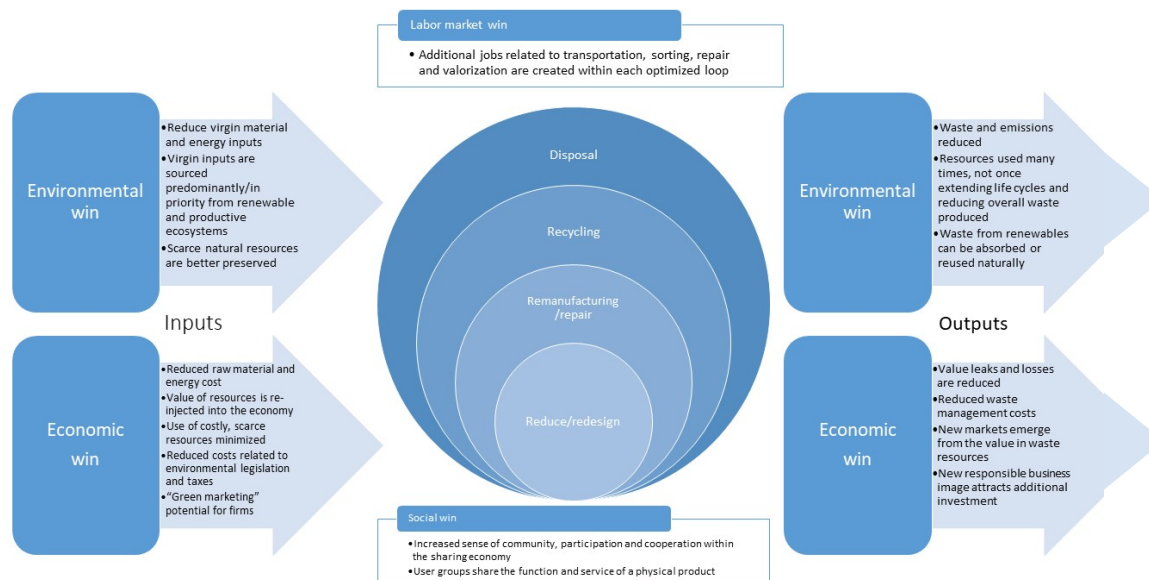 Labor market win
• Additional jobs related to transportation, sorting, repair
and valorization are created within each optimized loop
Environmental
win
•Reduce virgin material
and energy inputs
•Virgin inputs are
sourced
predominantly/in
priority from renewable
and productive
ecosystems
•Scarce natural resources
are better preserved
Inputs
Economic
win
•Reduced raw material and
energy cost
•Value of resources is re-
injected into the economy
•Use of costly, scarce
resources minimized
•Reduced costs related to
environmental legislation
and taxes
•“Green marketing”
potential for firms
Disposal
Recycling
Remanufacturing
/repair
Reduce/redesign
Environmental
win
•Waste and emissions
reduced
•Resources used many
times, not once
extending life cycles and
reducing overall waste
produced
•Waste from renewables
can be absorbed or
reused naturally
Outputs
Economic
win
•Value leaks and losses
are reduced
•Reduced waste
management costs
•New markets emerge
from the value in waste
resources
•New responsible business
image attracts additional
investment
Social win
•Increased sense of community, participation and cooperation within
the sharing economy
•User groups share the function and service of a physical product